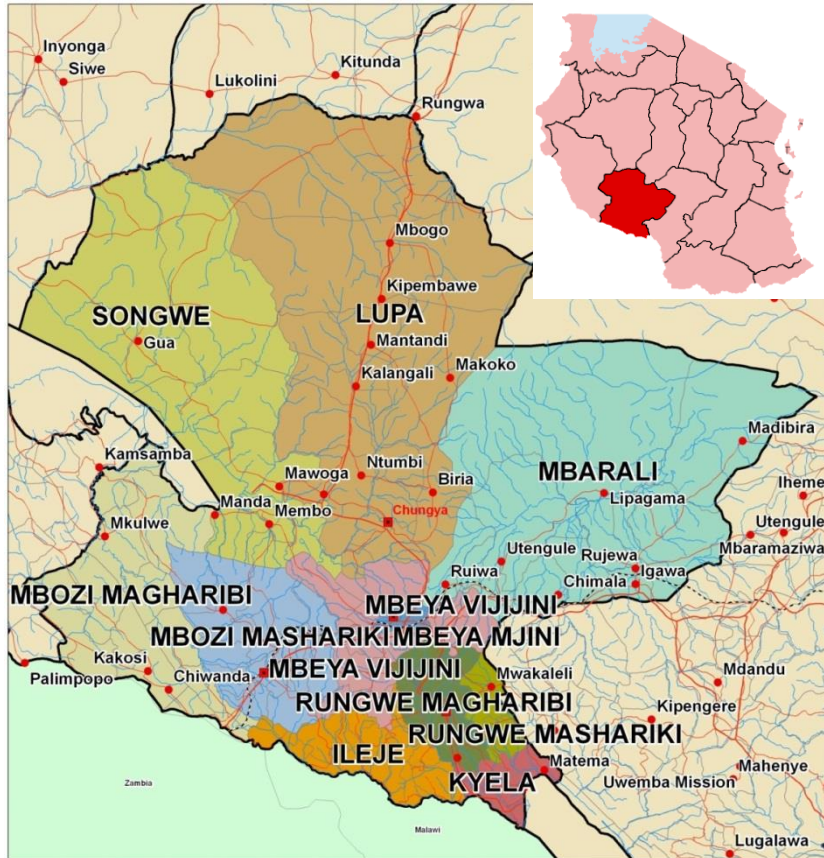 Inyonga
Siwe
Kitunda
Lukolini
Rungwa
Mbogo
Kipembawe
SONGWE
LUPA
Gua
Mantandi
Makoko
Kalangali
Madibira
Kamsamba
Ntumbi
MBARALI
Mawoga
Biria
Iheme
Manda
Lipagama
Membo
Chungya
Mkulwe
Utengule
Utengule
Rujewa
Mbaramaziwa
Ruiwa
Igawa
Chimala
MBOZI MAGHARIBI
MBEYA VIJIJINI
MBOZI MASHARIKI
MBEYA MJINI
Kakosi
MBEYA VIJIJINI
Mwakaleli
Mdandu
Palimpopo
Chiwanda
RUNGWE MAGHARIBI
Kipengere
RUNGWE MASHARIKI
ILEJE
Matema
Mahenye
KYELA
Uwemba Mission
Zambia
Malawi
Lugalawa